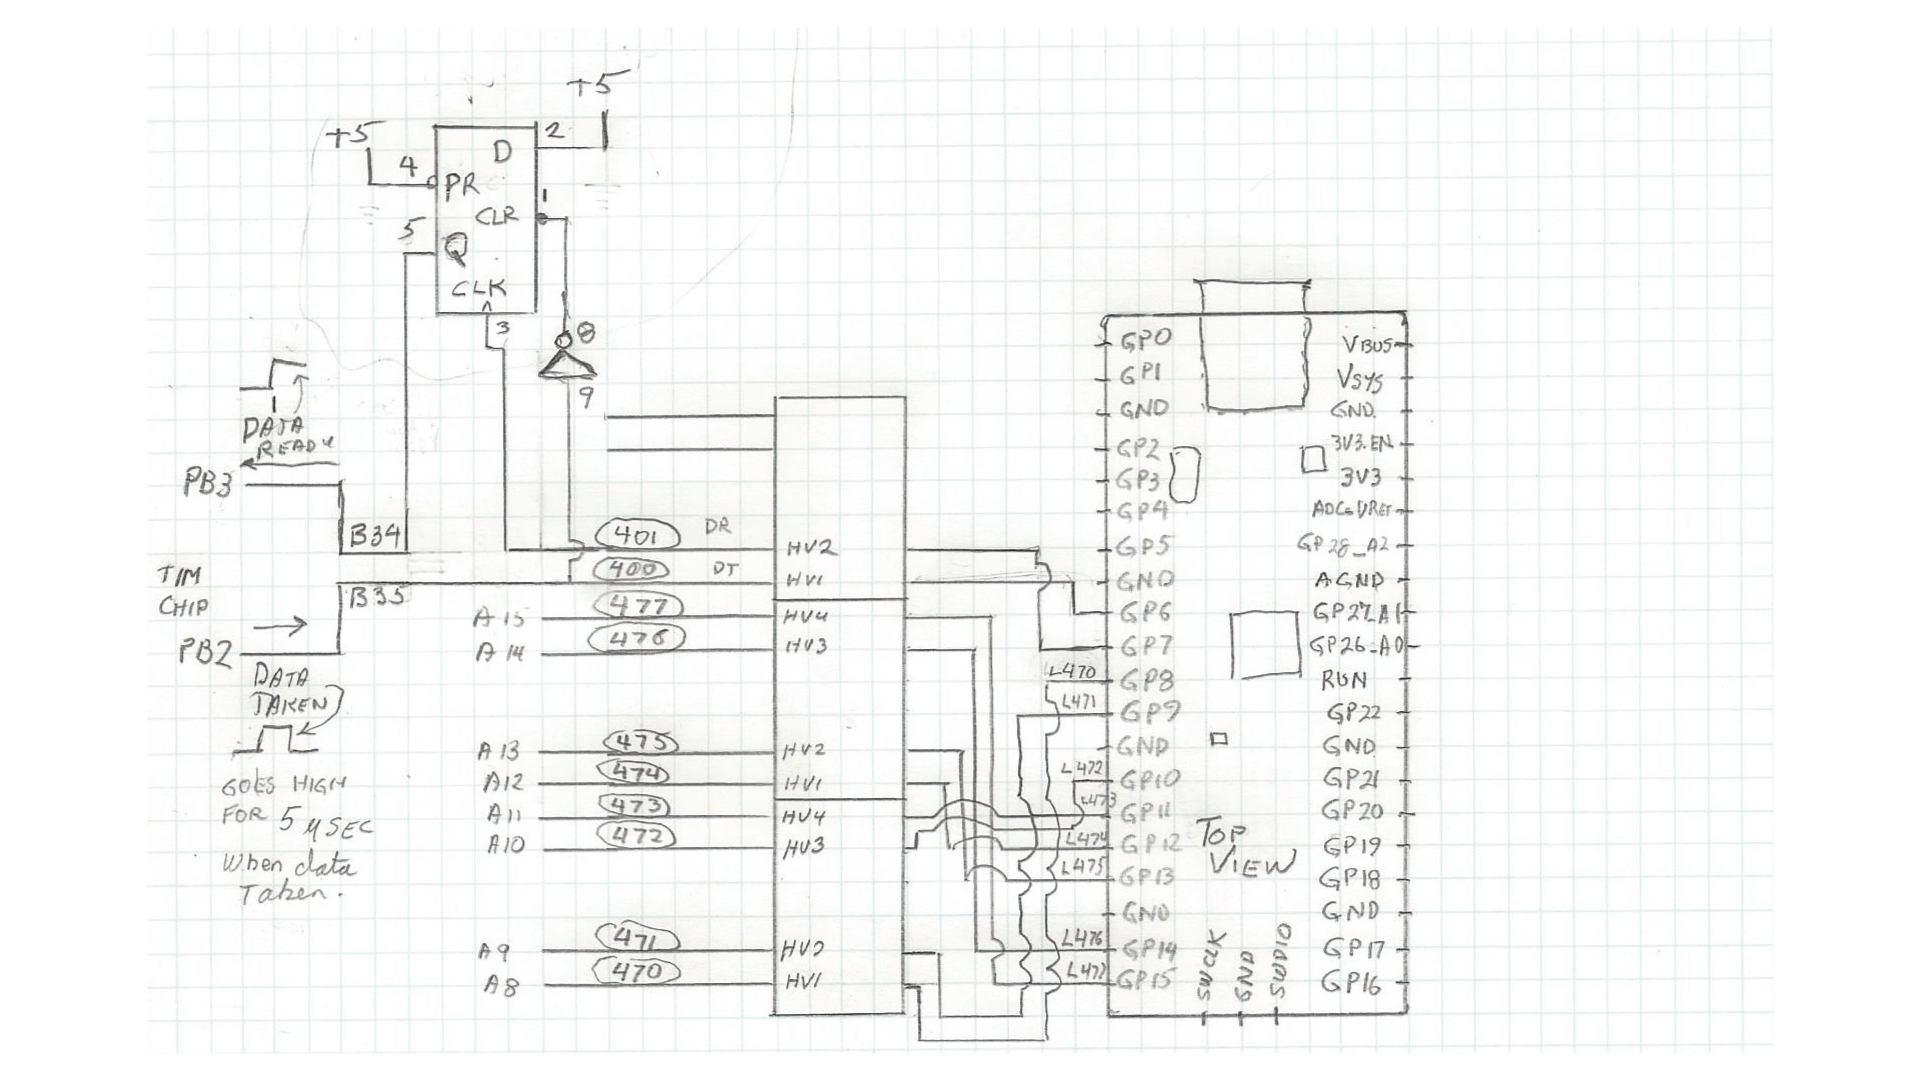 +5
+5
2
D
4
PR
1
CLR
5
Q
CLK
3
8
9
DATA
READY
PB3
B34
401
DR
HV2
TIM
CHIP
400
DT
HV1
B35
A15
477
HV4
A14
476
HV3
PB2
DATA
TAKEN
A13
475
HV2
A12
474
HV1
GOES HIGH
FOR 5 μSEC
When data
Taken.
A11
473
HV4
A10
472
HV3
A9
471
HV2
A8
470
HV1
GP0
GP1
GND
GP2
GP3
GP4
GP5
GND
GP6
GP7
L470
GP8
L471
GP9
GND
L472
GP10
L473
GP11
L474
GP12
L475
GP13
GND
L476
GP14
L477
GP15
TOP
VIEW
SWCLK
GND
SWDIO
VBUS
VSYS
GND
3V3.EN
3V3
GP28_A2
AGND
GP27_A1
GP26_A0
RUN
GP22
GND
GP21
GP20
GP19
GP18
GND
GP17
GP16